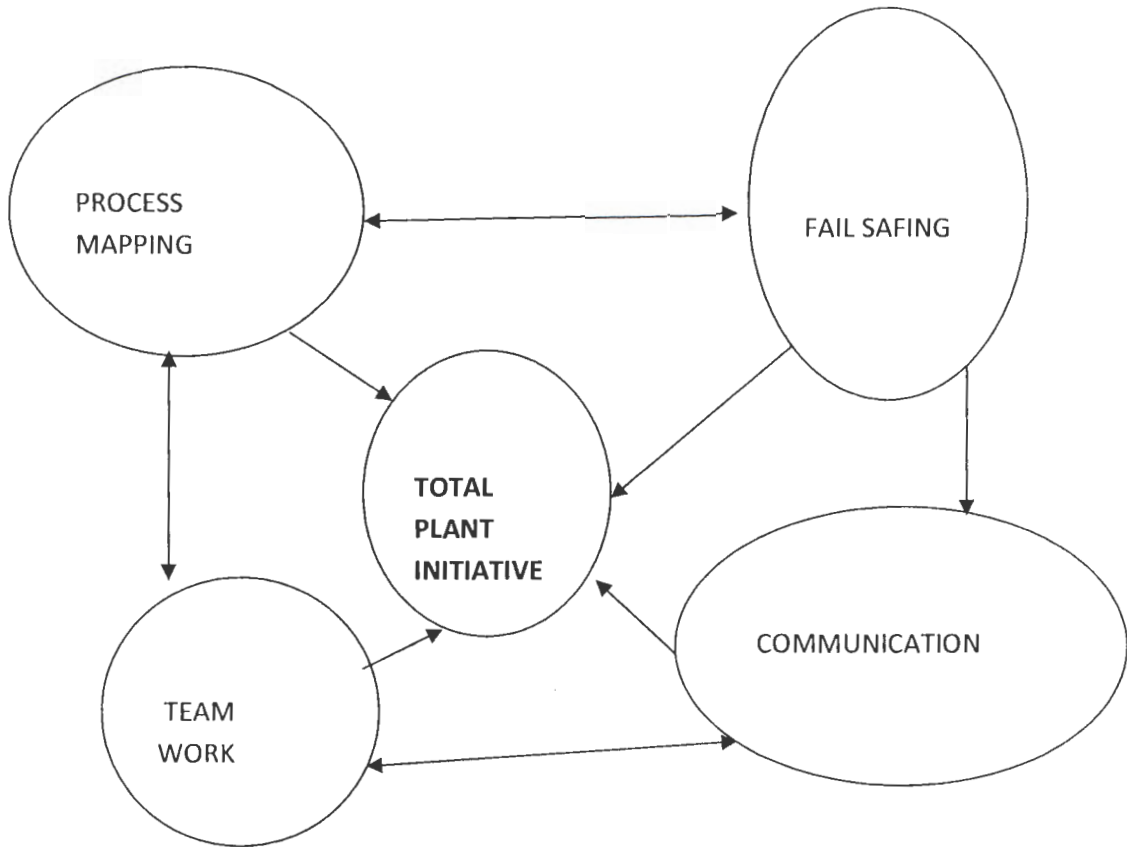 PROCESS
MAPPING
FAIL SAFING
TOTAL
PLANT
INITIATIVE
COMMUNICATION
TEAM
WORK